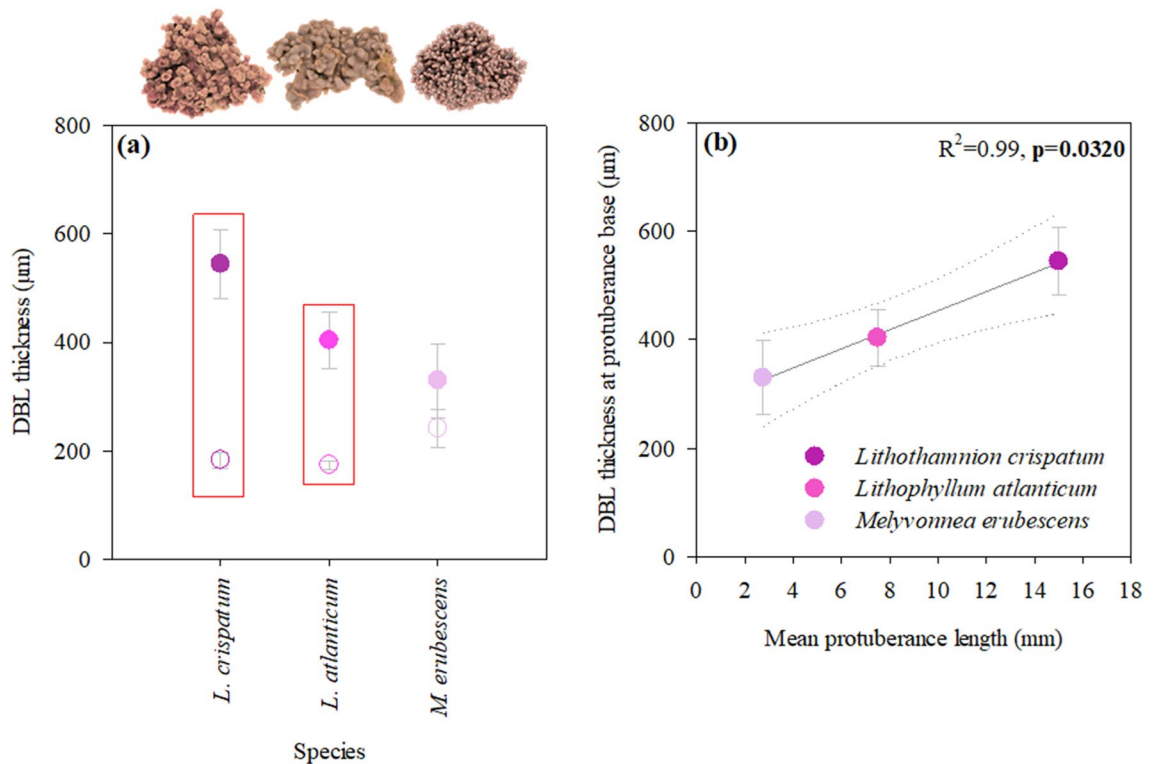 (a)
800
600
400
200
0
DBL thickness (µm)
L. crispatum
L. atlanticum
M. erubescens
Species
(b)
R²=0.99, p=0.0320
800
600
400
200
0
DBL thickness at protuberance base (µm)
Lithothamnion crispatum
Lithophyllum atlanticum
Melyvonnea erubescens
0 2 4 6 8 10 12 14 16 18
Mean protuberance length (mm)